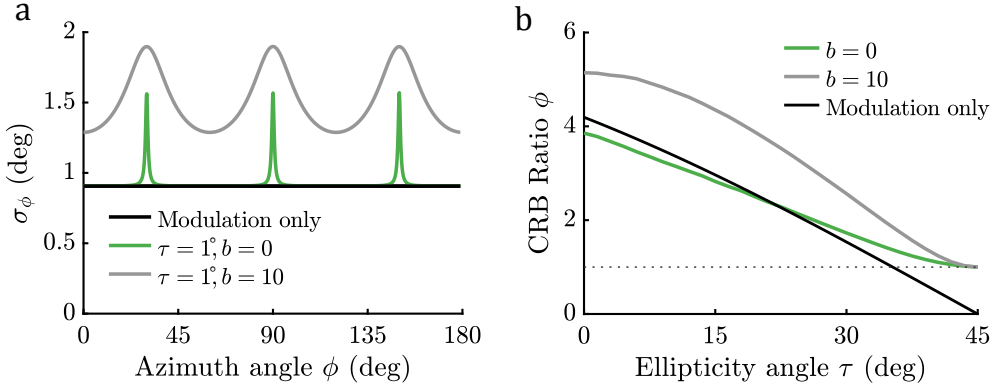 a
2
1.5
1
0.5
0
σϕ (deg)
Modulation only
τ = 1°, b = 0
τ = 1°, b = 10
0 45 90 135 180
Azimuth angle ϕ (deg)
b
6
4
2
0
CRB Ratio ϕ
b = 0
b = 10
Modulation only
0 15 30 45
Ellipticity angle τ (deg)